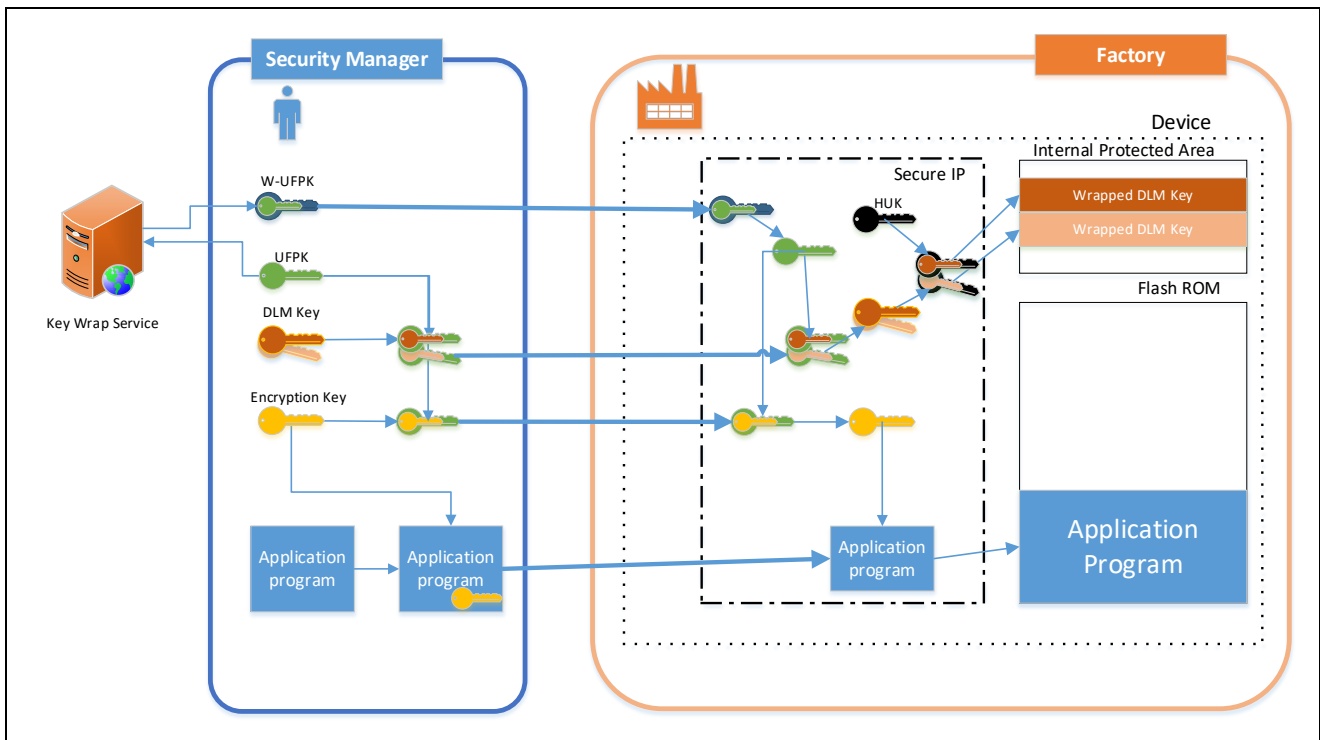 Security Manager
Factory
Device
Internal Protected Area
Secure IP
W-UFPK
HUK
Wrapped DLM Key
Wrapped DLM Key
UFPK
Flash ROM
DLM Key
Key Wrap Service
Encryption Key
Application
program
Application
program
Application
program
Application
Program